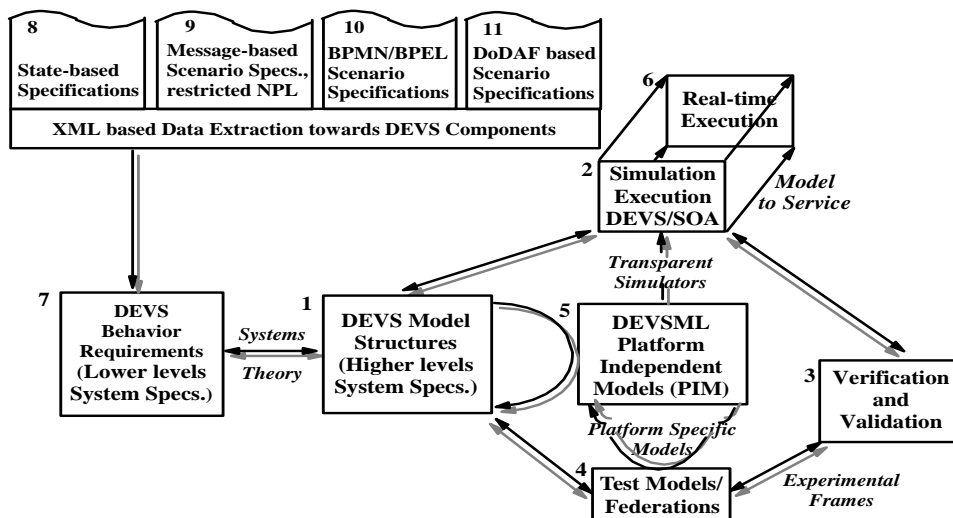 8
State-based
Specifications
9
Message-based
Scenario Specs.,
restricted NPL
10
BPMN/BPEL
Scenario
Specifications
11
DoDAF based
Scenario
Specifications
XML based Data Extraction towards DEVS Components
6
Real-time
Execution
2
Simulation
Execution
DEVS/SOA
Model
to Service
Transparent
Simulators
7
DEVS
Behavior
Requirements
(Lower levels
System Specs.)
Systems
Theory
1
DEVS Model
Structures
(Higher levels
System Specs.)
5
DEVSML
Platform
Independent
Models (PIM)
3
Verification
and
Validation
Platform Specific
Models
4
Test Models/
Federations
Experimental
Frames